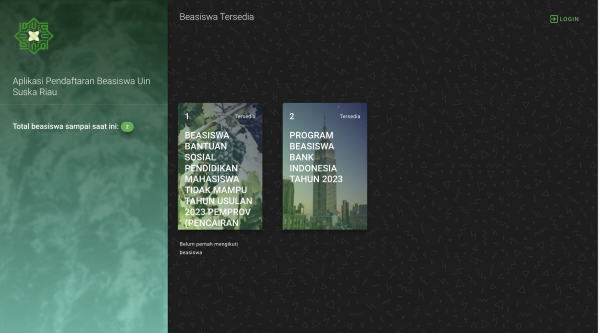 Aplikasi Pendaftaran Beasiswa Uin
Suska Riau
Total beasiswa sampai saat ini: 2
Beasiswa Tersedia
LOGIN
1 Tersedia
BEASISWA
BANTUAN
SOSIAL
PENDIDIKAN
MAHASISWA
TIDAK MAMPU
TAHUN USULAN
2023 PEMPROV
(PENCAIRAN
2 Tersedia
PROGRAM
BEASISWA
BANK
INDONESIA
TAHUN 2023
Belum pernah mengikuti
beasiswa